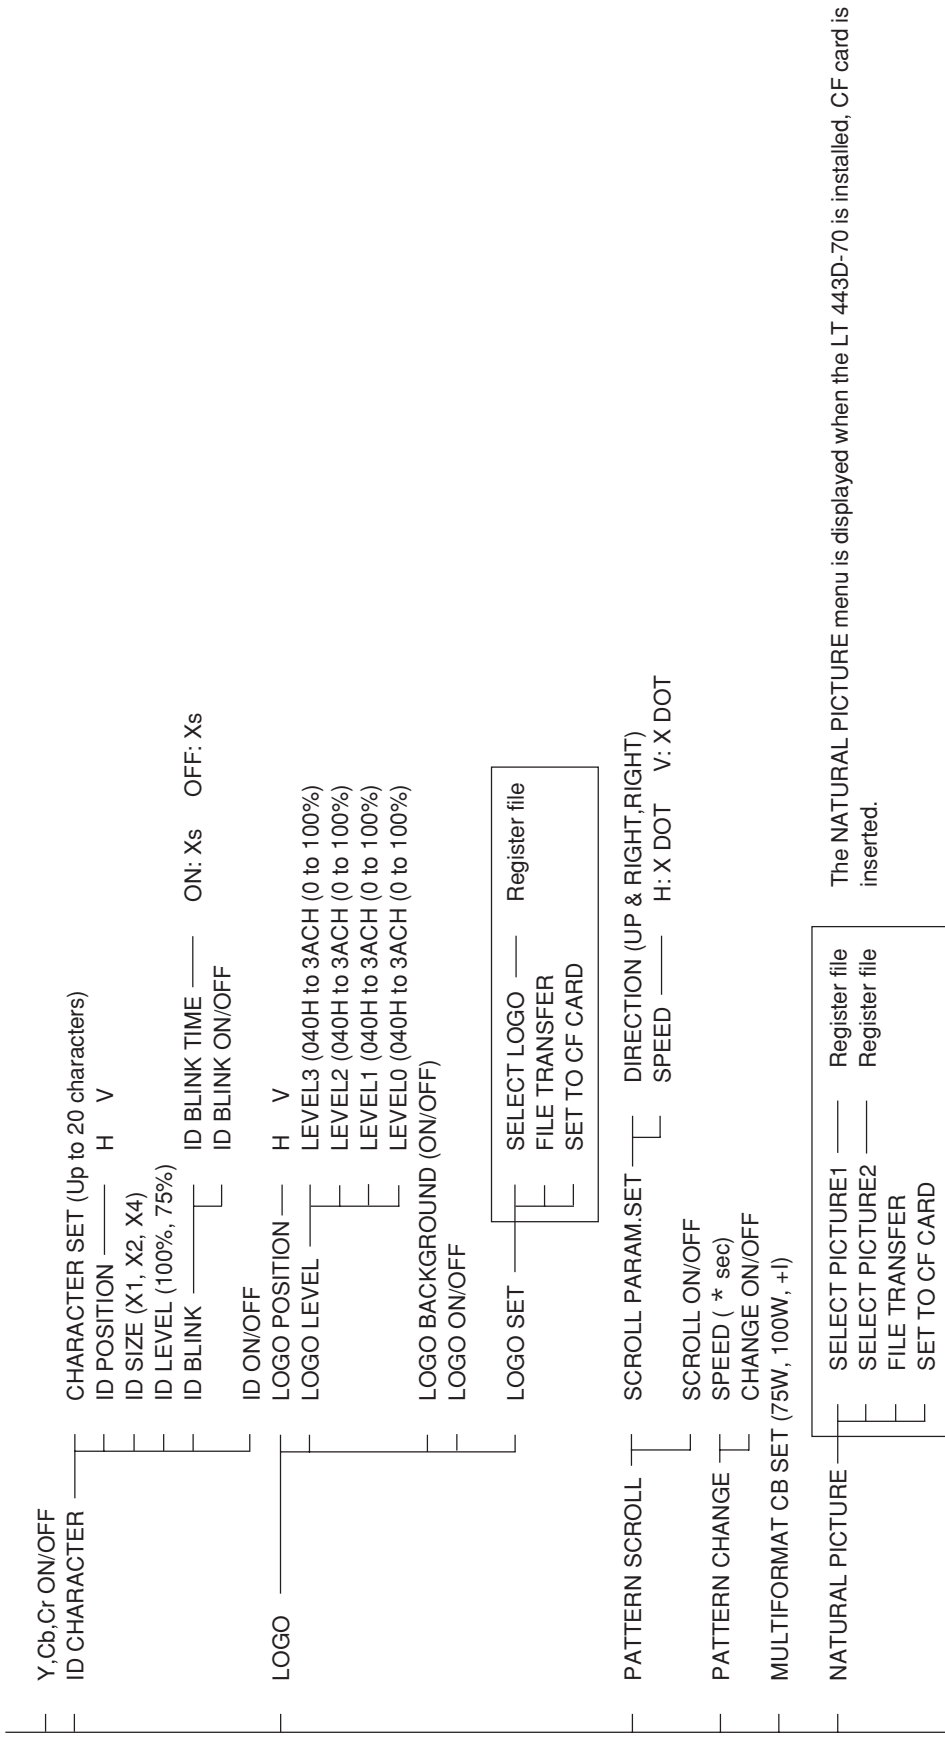 Y,Cb,Cr ON/OFF
ID CHARACTER CHARACTER SET (Up to 20 characters)
ID POSITION H V
ID SIZE (X1, X2, X4)
ID LEVEL (100%, 75%)
ID BLINK ID BLINK TIME ON: Xs OFF: Xs
ID BLINK ON/OFF
ID ON/OFF
LOGO LOGO POSITION H V
LOGO LEVEL LEVEL3 (040H to 3ACH (0 to 100%)
LEVEL2 (040H to 3ACH (0 to 100%)
LEVEL1 (040H to 3ACH (0 to 100%)
LEVEL0 (040H to 3ACH (0 to 100%)
LOGO BACKGROUND (ON/OFF)
LOGO ON/OFF
LOGO SET SELECT LOGO Register file
FILE TRANSFER
SET TO CF CARD
PATTERN SCROLL SCROLL PARAM.SET DIRECTION (UP & RIGHT,RIGHT)
SPEED H: X DOT V: X DOT
SCROLL ON/OFF
PATTERN CHANGE SPEED ( * sec)
CHANGE ON/OFF
MULTIFORMAT CB SET (75W, 100W, +I)
NATURAL PICTURE SELECT PICTURE1 Register file The NATURAL PICTURE menu is displayed when the LT 443D-70 is installed, CF card is
SELECT PICTURE2 Register file inserted.
FILE TRANSFER
SET TO CF CARD